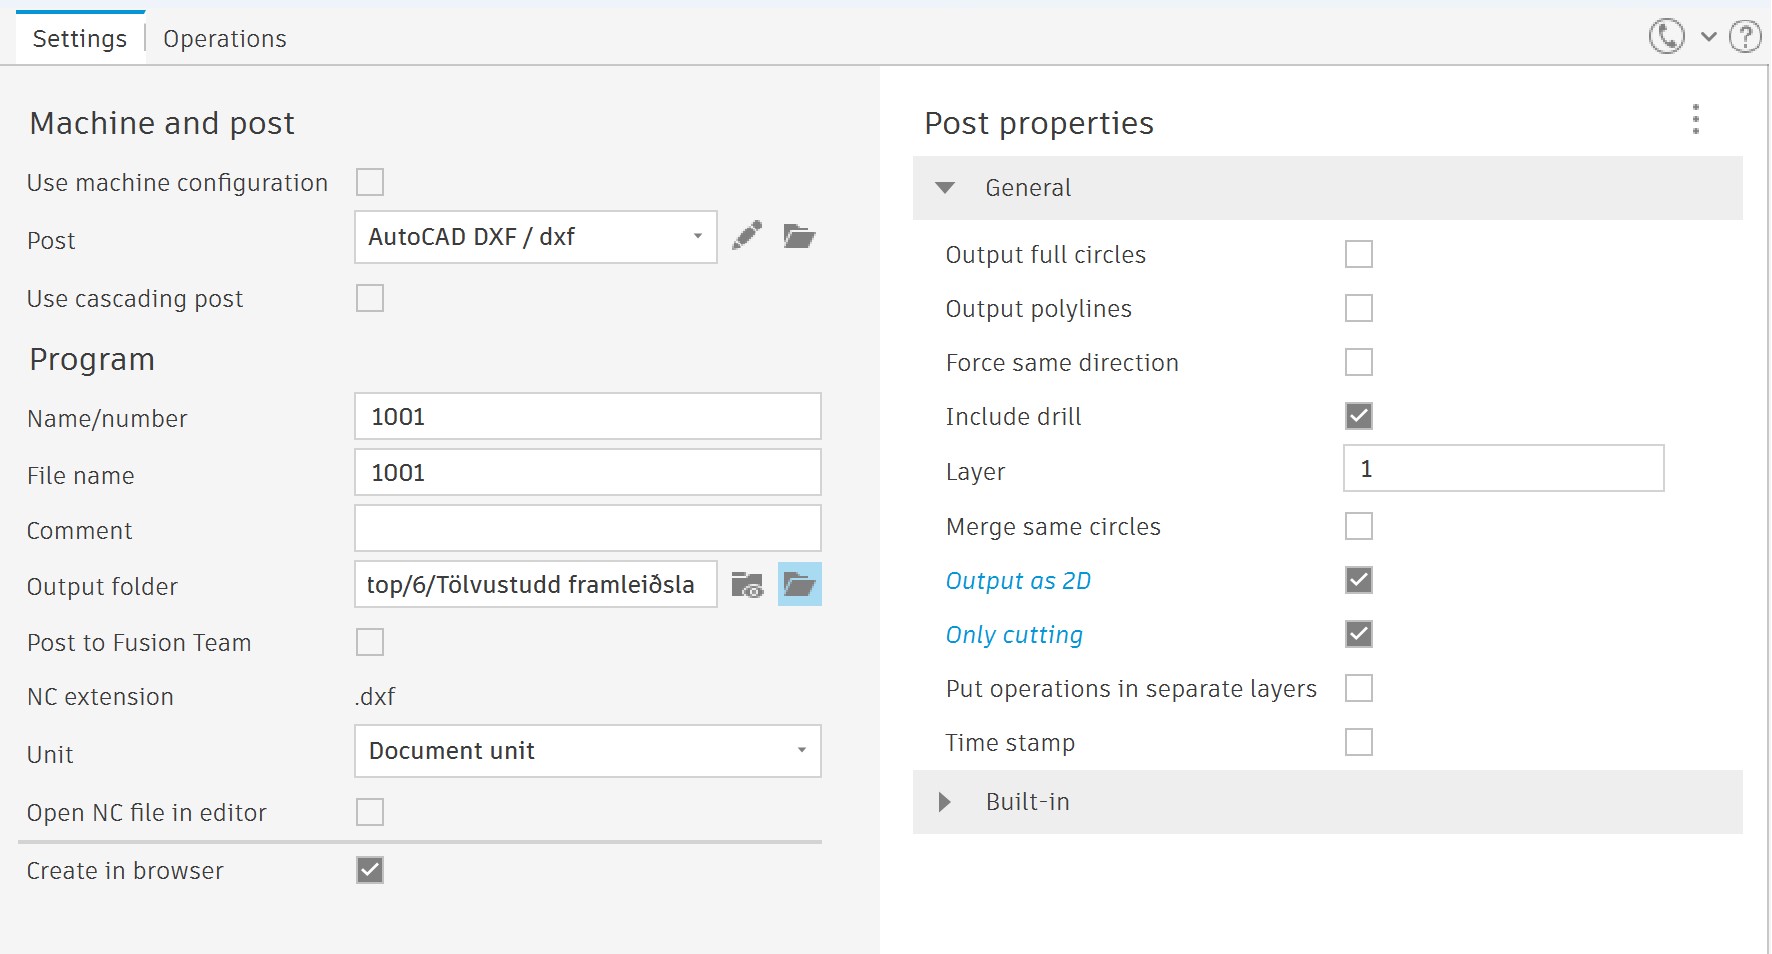 Settings
Operations
Machine and post
Use machine configuration
Post
AutoCAD DXF / dxf
Use cascading post
Program
Name/number
1001
File name
1001
Comment
Output folder
top/6/Tölvustudd framleiðsla
Post to Fusion Team
NC extension
.dxf
Unit
Document unit
Open NC file in editor
Create in browser
Post properties
General
Output full circles
Output polylines
Force same direction
Include drill
Layer
1
Merge same circles
Output as 2D
Only cutting
Put operations in separate layers
Time stamp
Built-in